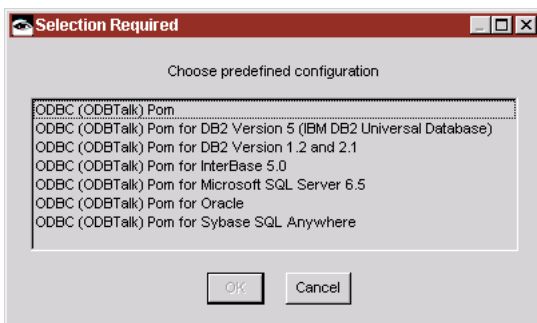 Selection Required
Choose predefined configuration
ODBC (ODBTalk) Pom
ODBC (ODBTalk) Pom for DB2 Version 5 (IBM DB2 Universal Database)
ODBC (ODBTalk) Pom for DB2 Version 1.2 and 2.1
ODBC (ODBTalk) Pom for InterBase 5.0
ODBC (ODBTalk) Pom for Microsoft SQL Server 6.5
ODBC (ODBTalk) Pom for Oracle
ODBC (ODBTalk) Pom for Sybase SQL Anywhere
OK Cancel